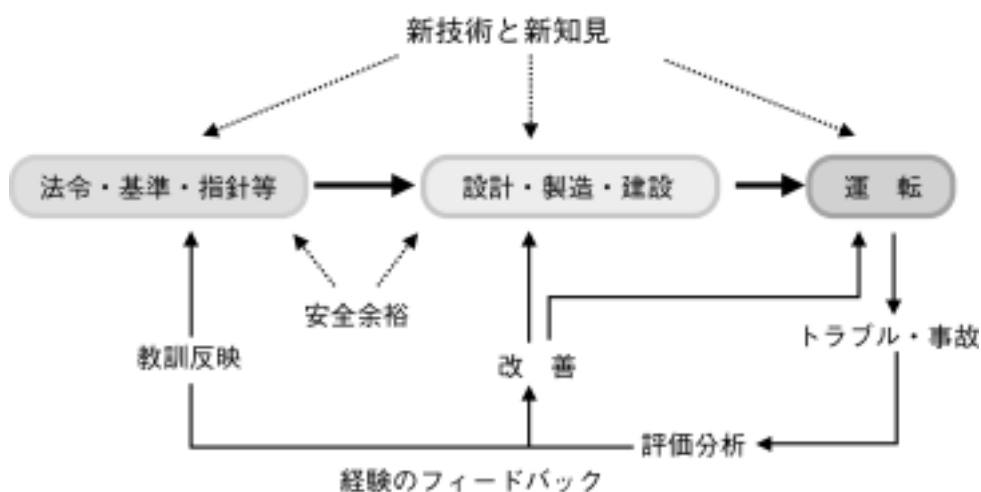 新技術と新知見
法令・基準・指針等
設計・製造・建設
運　転
安全余裕
教訓反映
改　善
トラブル・事故
評価分析
経験のフィードバック